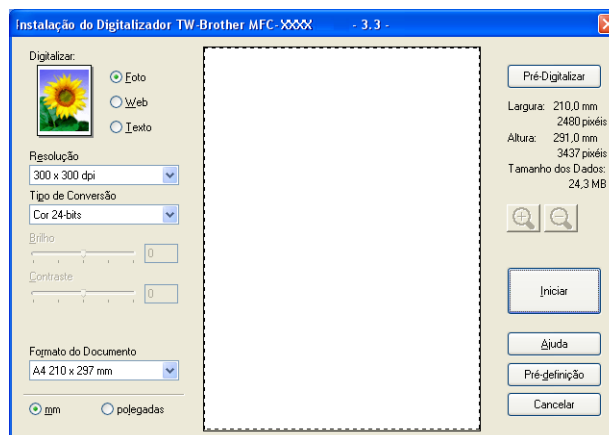 Instalação do Digitalizador TW-Brother MFC-XXXX - 3.3 -
Digitalizar:
Foto
Web
Texto
Resolução
300 x 300 dpi
Tipo de Conversão
Cor 24-bits
Brilho
0
Contraste
0
Formato do Documento
A4 210 x 297 mm
mm
polegadas
Pré-Digitalizar
Largura: 210,0 mm
2480 pixéis
Altura: 291,0 mm
3437 pixéis
Tamanho dos Dados:
24,3 MB
Iniciar
Ajuda
Pré-definição
Cancelar